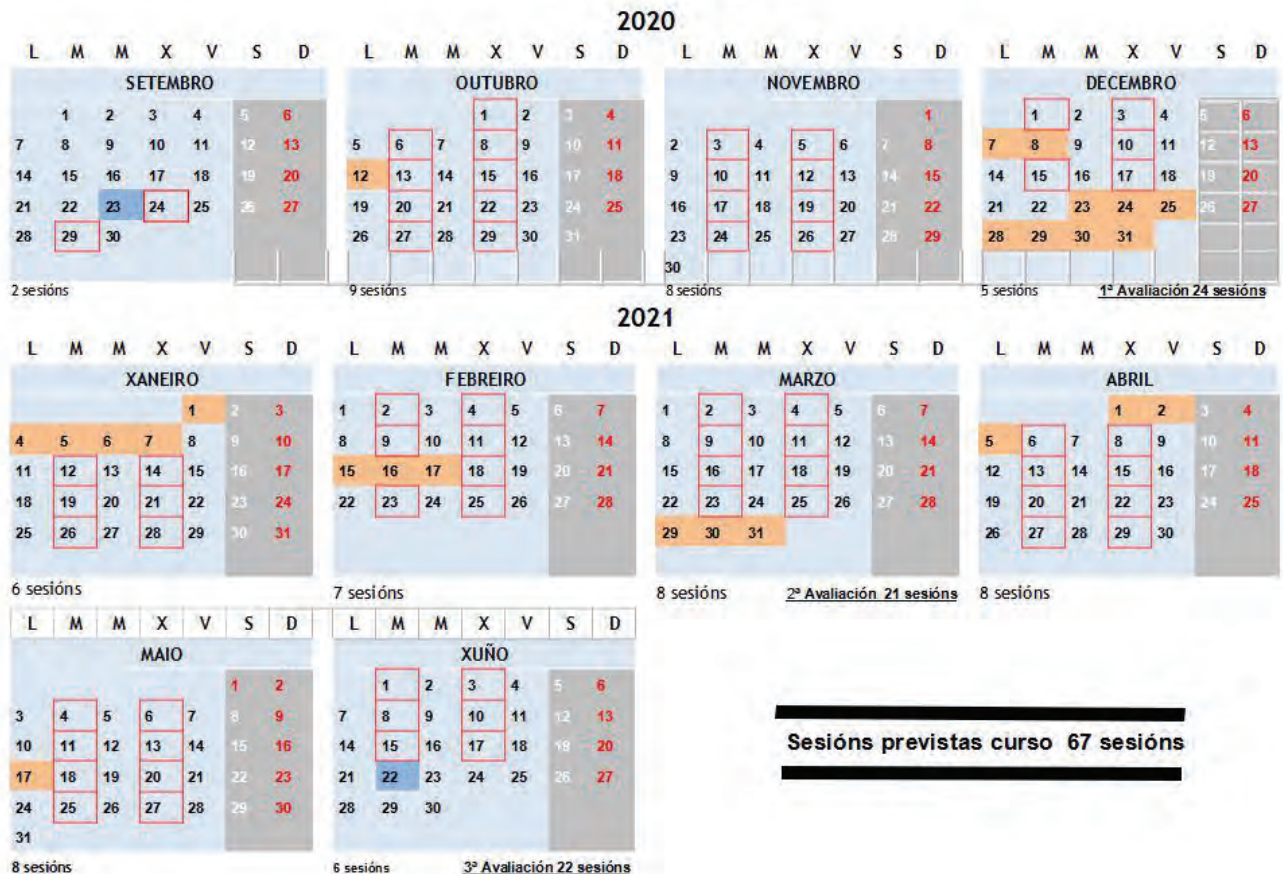 2020
L M M X V S D L M M X V S D L M M X V S D L M M X V S D
SETEMBRO OUTUBRO NOVEMBRO DECEMBRO
1 2 3 4 5 6 1 2 3 4 1 1 2 3 4 5 6
7 8 9 10 11 12 13 5 6 7 8 9 10 11 2 3 4 5 6 7 8 7 8 9 10 11 12 13
14 15 16 17 18 19 20 12 13 14 15 16 17 18 9 10 11 12 13 14 15 14 15 16 17 18 19 20
21 22 23 24 25 26 27 19 20 21 22 23 24 25 16 17 18 19 20 21 22 21 22 23 24 25 26 27
28 29 30 26 27 28 29 30 31 23 24 25 26 27 28 29 28 29 30 31
30
2 sesións 9 sesións 8 sesións 5 sesións 1ª Avaliación 24 sesións
2021
L M M X V S D L M M X V S D L M M X V S D L M M X V S D
XANEIRO FEBREIRO MARZO ABRIL
1 2 3 1 2 3 4 5 6 7 1 2 3 4 5 6 7 1 2 3 4
4 5 6 7 8 9 10 8 9 10 11 12 13 14 8 9 10 11 12 13 14 5 6 7 8 9 10 11
11 12 13 14 15 16 17 15 16 17 18 19 20 21 15 16 17 18 19 20 21 12 13 14 15 16 17 18
18 19 20 21 22 23 24 22 23 24 25 26 27 28 22 23 24 25 26 27 28 19 20 21 22 23 24 25
25 26 27 28 29 30 31 29 30 31 26 27 28 29 30
6 sesións 7 sesións 8 sesións 2ª Avaliación 21 sesións 8 sesións
L M M X V S D L M M X V S D
MAIO XUÑO
1 2 1 2 3 4 5 6
3 4 5 6 7 8 9 7 8 9 10 11 12 13
10 11 12 13 14 15 16 14 15 16 17 18 19 20
17 18 19 20 21 22 23 21 22 23 24 25 26 27
24 25 26 27 28 29 30 28 29 30
31
8 sesións 6 sesións 3ª Avaliación 22 sesións
Sesións previstas curso 67 sesións